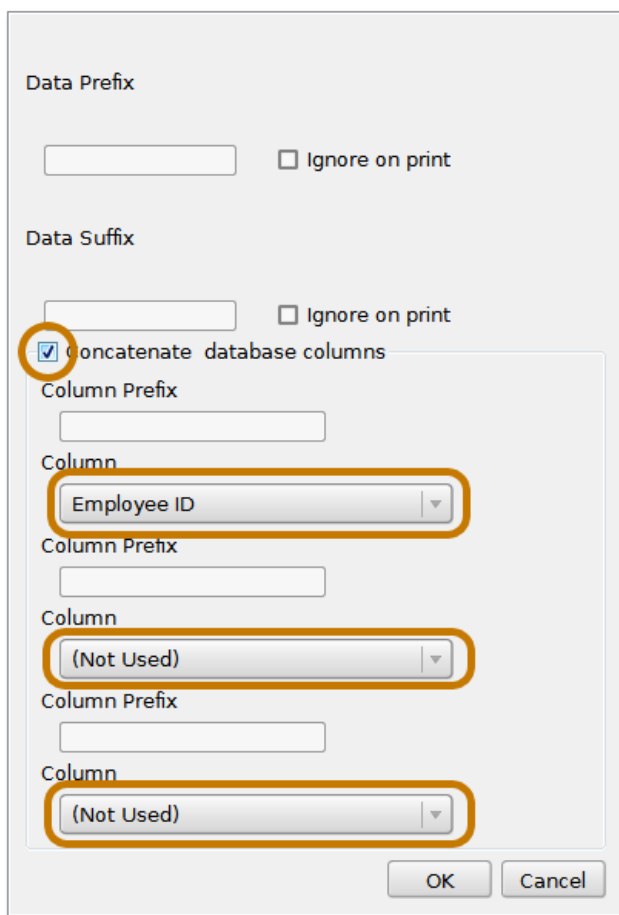 Data Prefix
Ignore on print
Data Suffix
Ignore on print
Concatenate database columns
Column Prefix
Column
Employee ID
Column Prefix
Column
(Not Used)
Column Prefix
Column
(Not Used)
OK Cancel